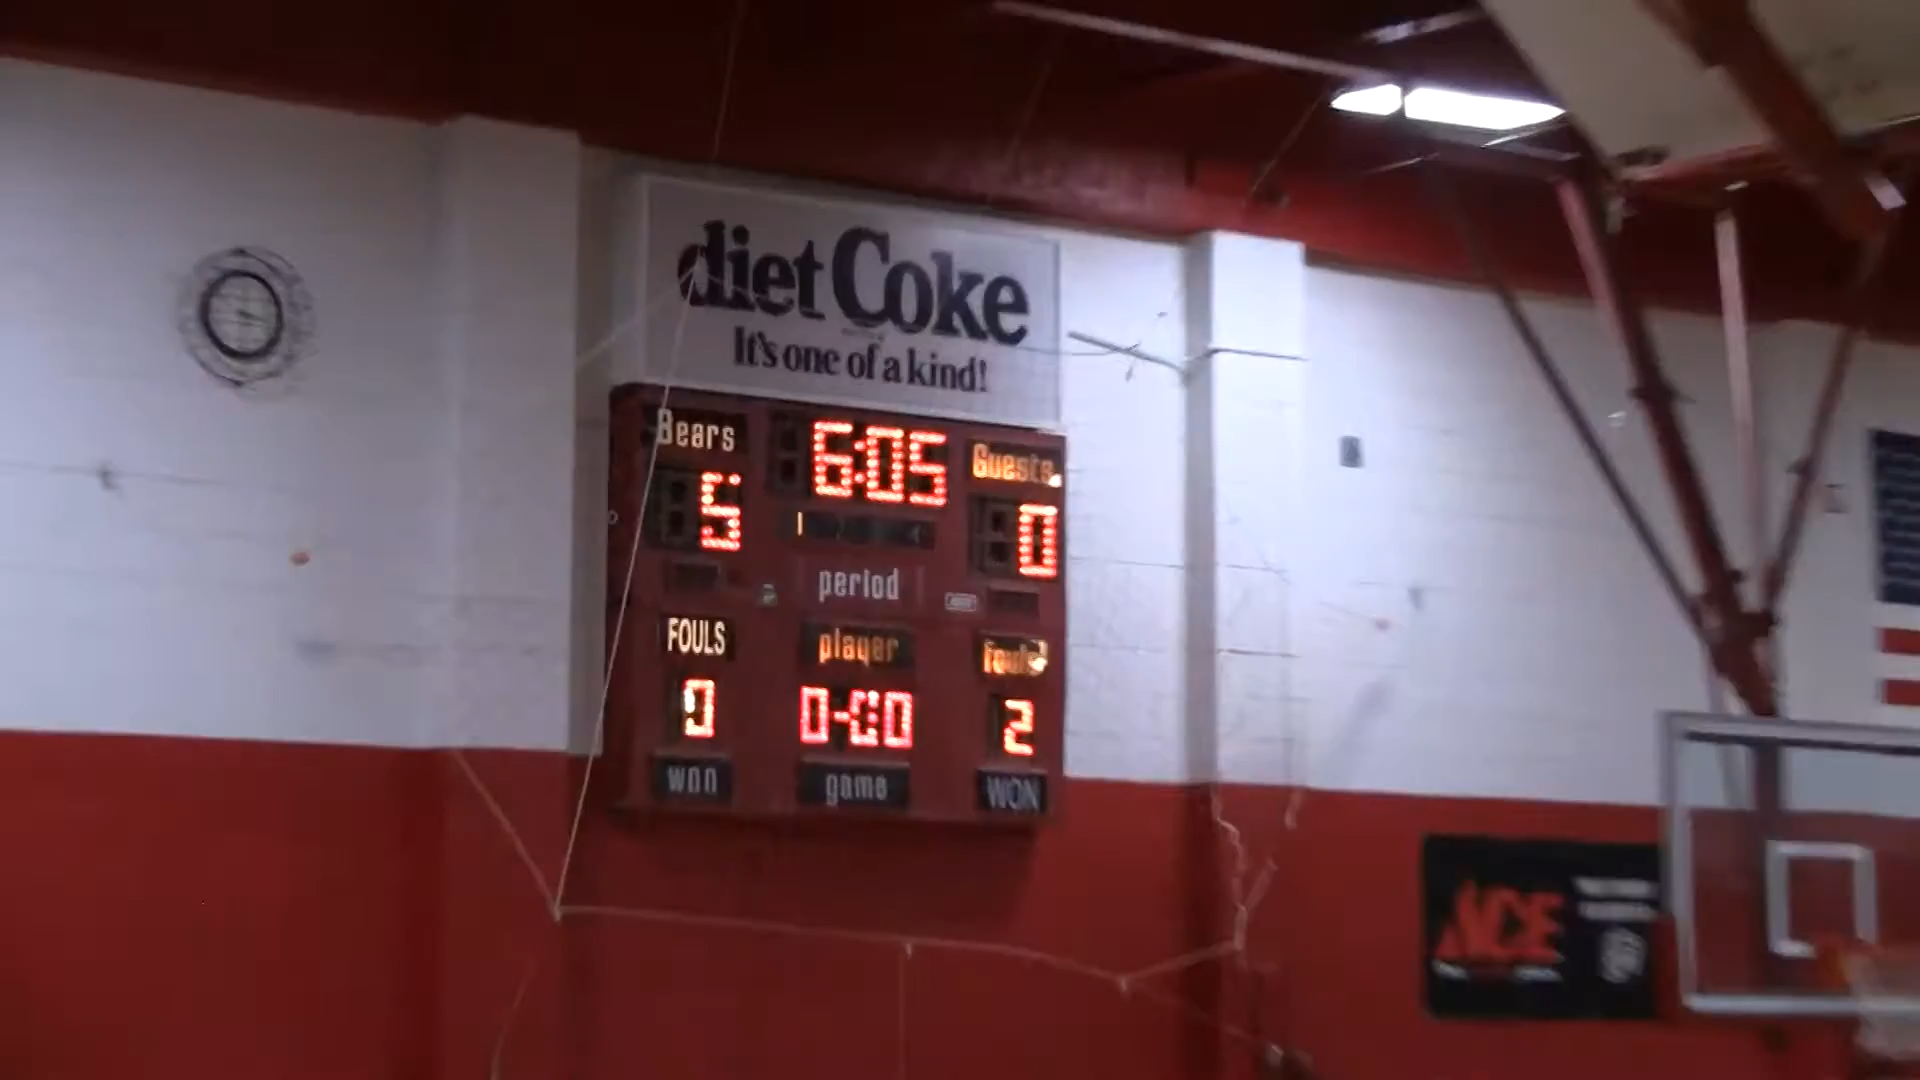 diet Coke
It's one of a kind!
Bears
6:05
Guests
5
1
0
period
FOULS
player
fouls
0-00
2
won
game
WON
ACE